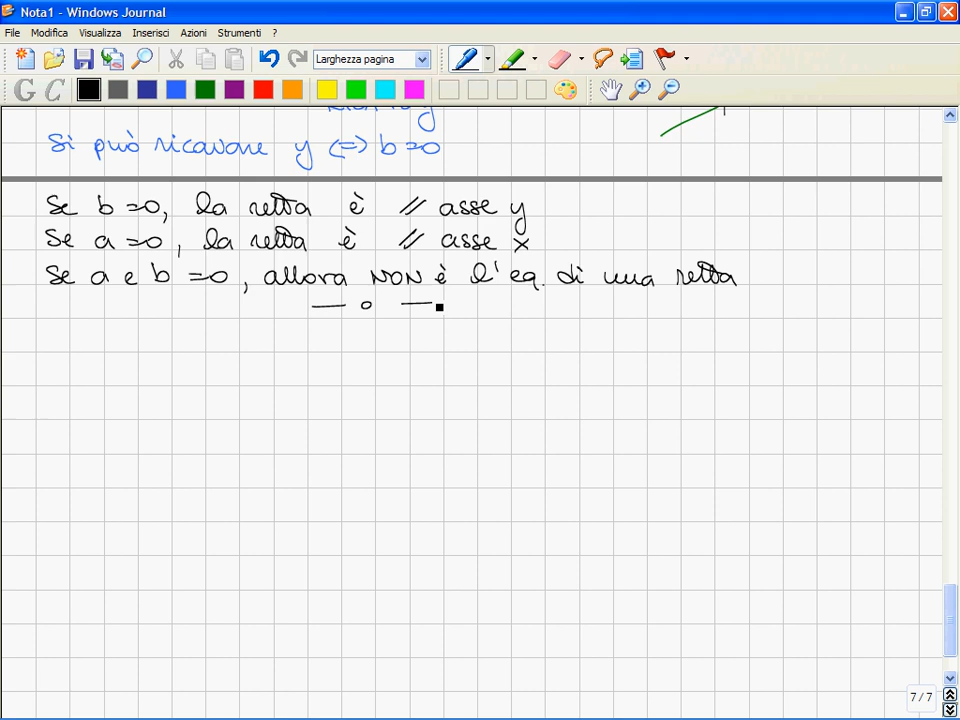 Nota1 - Windows Journal
File Modifica Visualizza Inserisci Azioni Strumenti ?
Larghezza pagina
Si può ricavare y (=) b=0
Se b=0, la retta è // asse y
Se a=0, la retta è // asse x
Se a e b =0, allora NON è l'eq. di una retta
7 / 7